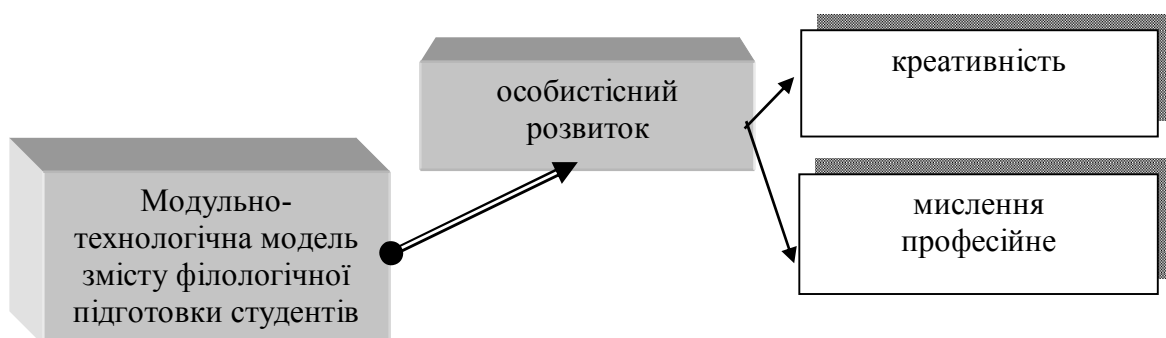 Модульно-
технологічна модель
змісту філологічної
підготовки студентів
особистісний
розвиток
креативність
мислення
професійне